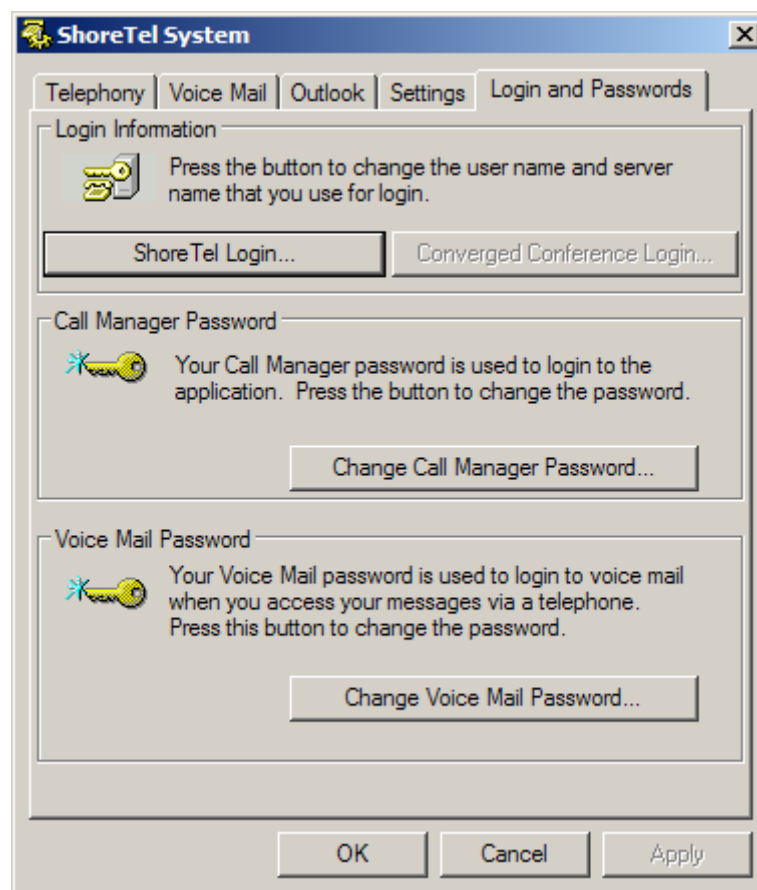 ShoreTel System
Telephony Voice Mail Outlook Settings Login and Passwords
Login Information
Press the button to change the user name and server
name that you use for login.
ShoreTel Login... Converged Conference Login...
Call Manager Password
Your Call Manager password is used to login to the
application. Press the button to change the password.
Change Call Manager Password...
Voice Mail Password
Your Voice Mail password is used to login to voice mail
when you access your messages via a telephone.
Press this button to change the password.
Change Voice Mail Password...
OK Cancel Apply